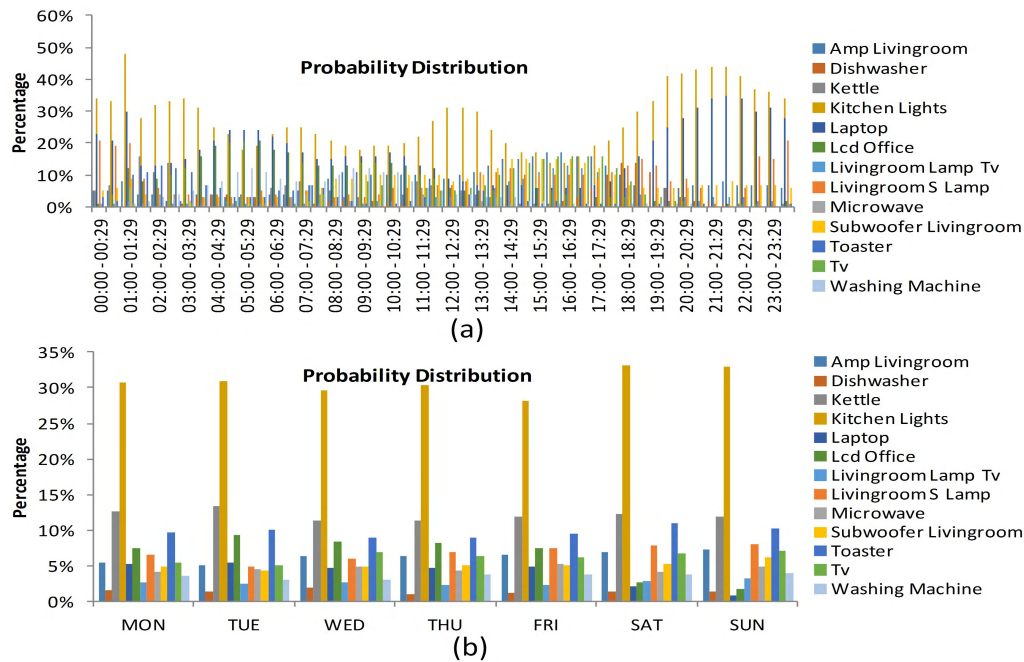 60%
50%
40%
30%
20%
10%
0%
Percentage
Probability Distribution
00:00 - 00:29
01:00 - 01:29
02:00 - 02:29
03:00 - 03:29
04:00 - 04:29
05:00 - 05:29
06:00 - 06:29
07:00 - 07:29
08:00 - 08:29
09:00 - 09:29
10:00 - 10:29
11:00 - 11:29
12:00 - 12:29
13:00 - 13:29
14:00 - 14:29
15:00 - 15:29
16:00 - 16:29
17:00 - 17:29
18:00 - 18:29
19:00 - 19:29
20:00 - 20:29
21:00 - 21:29
22:00 - 22:29
23:00 - 23:29
Amp Livingroom
Dishwasher
Kettle
Kitchen Lights
Laptop
Lcd Office
Livingroom Lamp Tv
Livingroom S Lamp
Microwave
Subwoofer Livingroom
Toaster
Tv
Washing Machine
(a)
35%
30%
25%
20%
15%
10%
5%
0%
Percentage
Probability Distribution
MON
TUE
WED
THU
FRI
SAT
SUN
Amp Livingroom
Dishwasher
Kettle
Kitchen Lights
Laptop
Lcd Office
Livingroom Lamp Tv
Livingroom S Lamp
Microwave
Subwoofer Livingroom
Toaster
Tv
Washing Machine
(b)